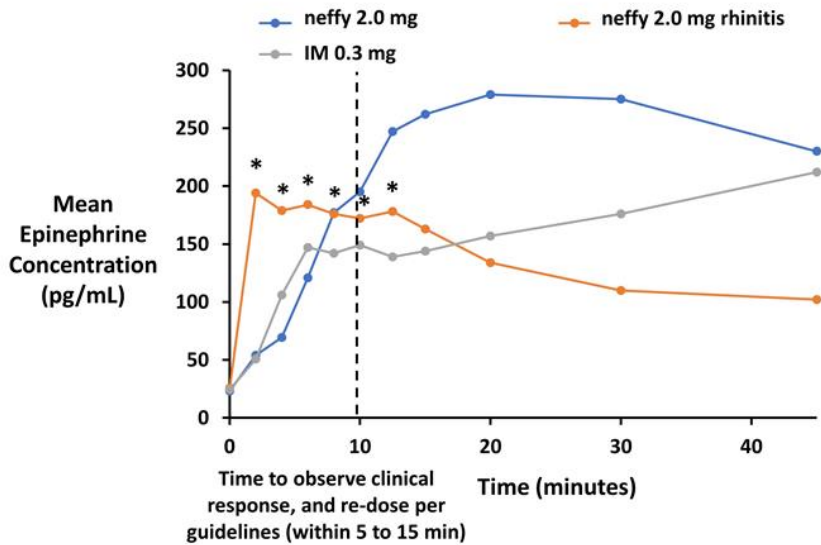 neffy 2.0 mg
neffy 2.0 mg rhinitis
IM 0.3 mg
300
250
200
150
100
50
0
Mean
Epinephrine
Concentration
(pg/mL)
* * * * * *
0 10 20 30 40
Time to observe clinical
response, and re-dose per
guidelines (within 5 to 15 min)
Time (minutes)